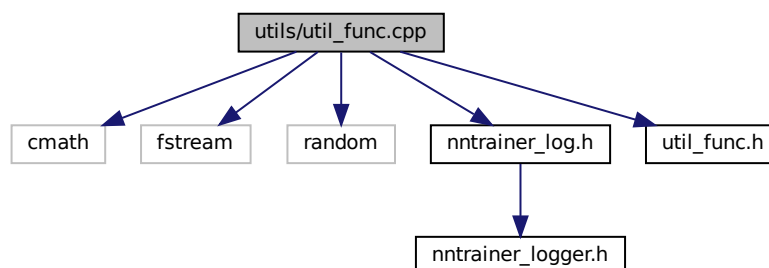 utils/util_func.cpp
cmath
fstream
random
nntrainer_log.h
util_func.h
nntrainer_logger.h